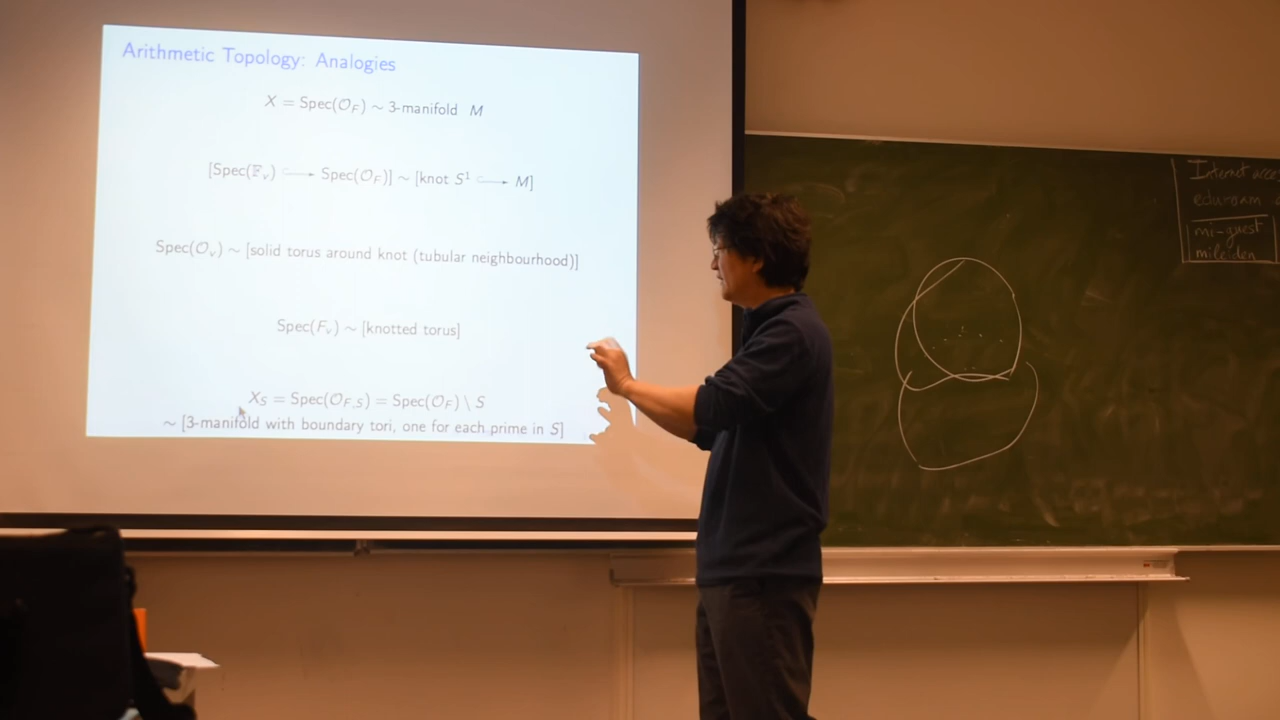 Arithmetic Topology: Analogies
X = Spec(𝒪_F) ∼ 3-manifold M
[Spec(𝔽_v) ↪ Spec(𝒪_F)] ∼ [knot S¹ ↪ M]
Spec(𝒪_v) ∼ [solid torus around knot (tubular neighbourhood)]
Spec(F_v) ∼ [knotted torus]
X_S = Spec(𝒪_{F,S}) = Spec(𝒪_F) \ S
∼ [3-manifold with boundary tori, one for each prime in S]
Internet
eduroam
mi-guest
mileiden